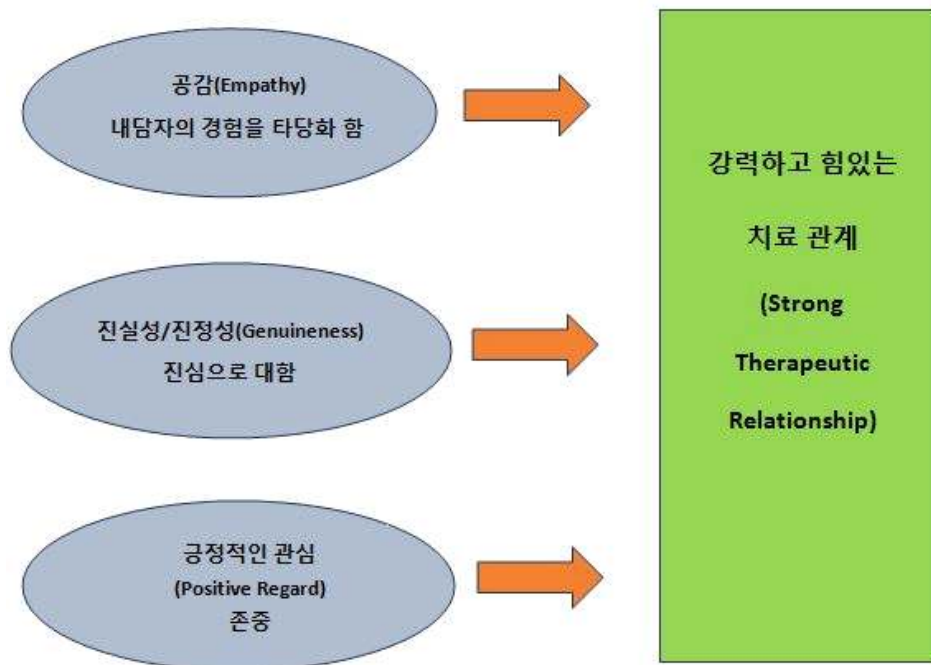 공감(Empathy)
내담자의 경험을 타당화 함
진실성/진정성(Genuineness)
진심으로 대함
긍정적인 관심
(Positive Regard)
존중
강력하고 힘있는
치료 관계
(Strong
Therapeutic
Relationship)